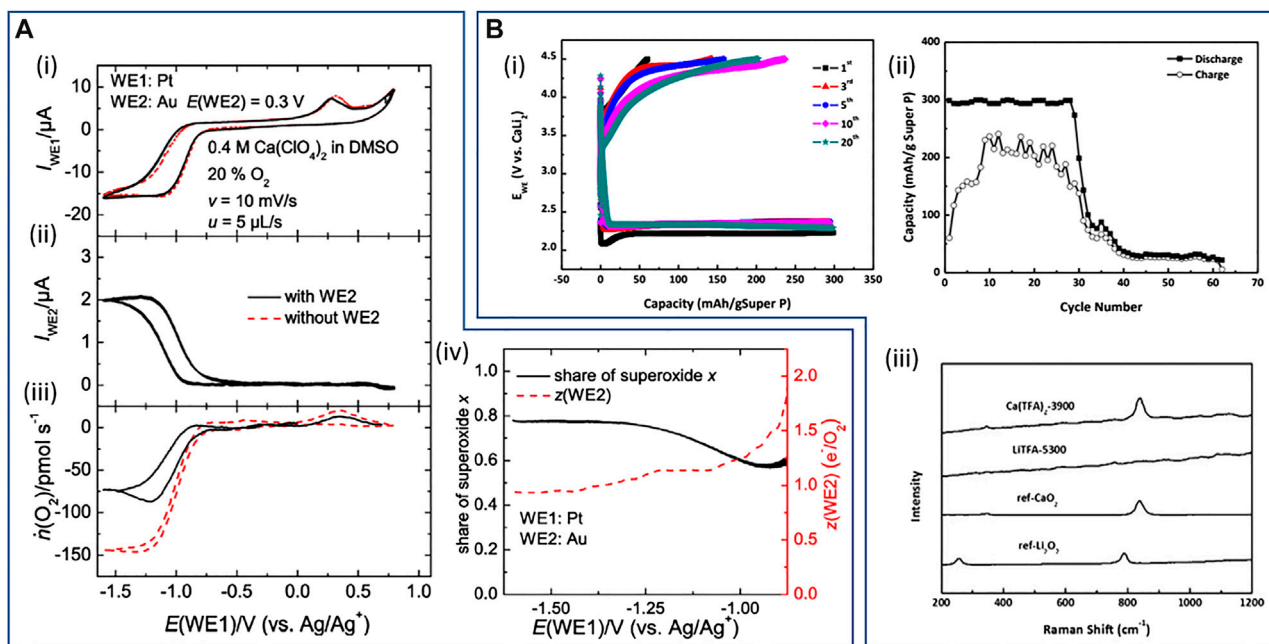 A
(i)
WE1: Pt
WE2: Au E(WE2) = 0.3 V
0.4 M Ca(ClO4)2 in DMSO
20 % O2
v = 10 mV/s
u = 5 µL/s
IWE1/µA
10
0
-10
-20
(ii)
with WE2
without WE2
IWE2/µA
3
2
1
0
(iii)
ṅ(O2)/pmol s-1
0
-50
-100
-150
-1.5 -1.0 -0.5 0.0 0.5 1.0
E(WE1)/V (vs. Ag/Ag+)
(iv)
share of superoxide x
z(WE2)
WE1: Pt
WE2: Au
share of superoxide x
1.0
0.8
0.6
0.4
0.2
0.0
z(WE2) (e-/O2)
2.0
1.5
1.0
0.5
0.0
-1.50 -1.25 -1.00
E(WE1)/V (vs. Ag/Ag+)
B
(i)
1st
3rd
5th
10th
20th
EWE (V vs. CaLi2)
4.5
4.0
3.5
3.0
2.5
2.0
-50 0 50 100 150 200 250 300 350
Capacity (mAh/gSuper P)
(ii)
Discharge
Charge
Capacity (mAh/g Super P)
400
300
200
100
0
0 10 20 30 40 50 60 70
Cycle Number
(iii)
Ca(TFA)2-3900
LiTFA-5300
ref-CaO2
ref-Li2O2
Intensity
200 400 600 800 1000 1200
Raman Shift (cm-1)